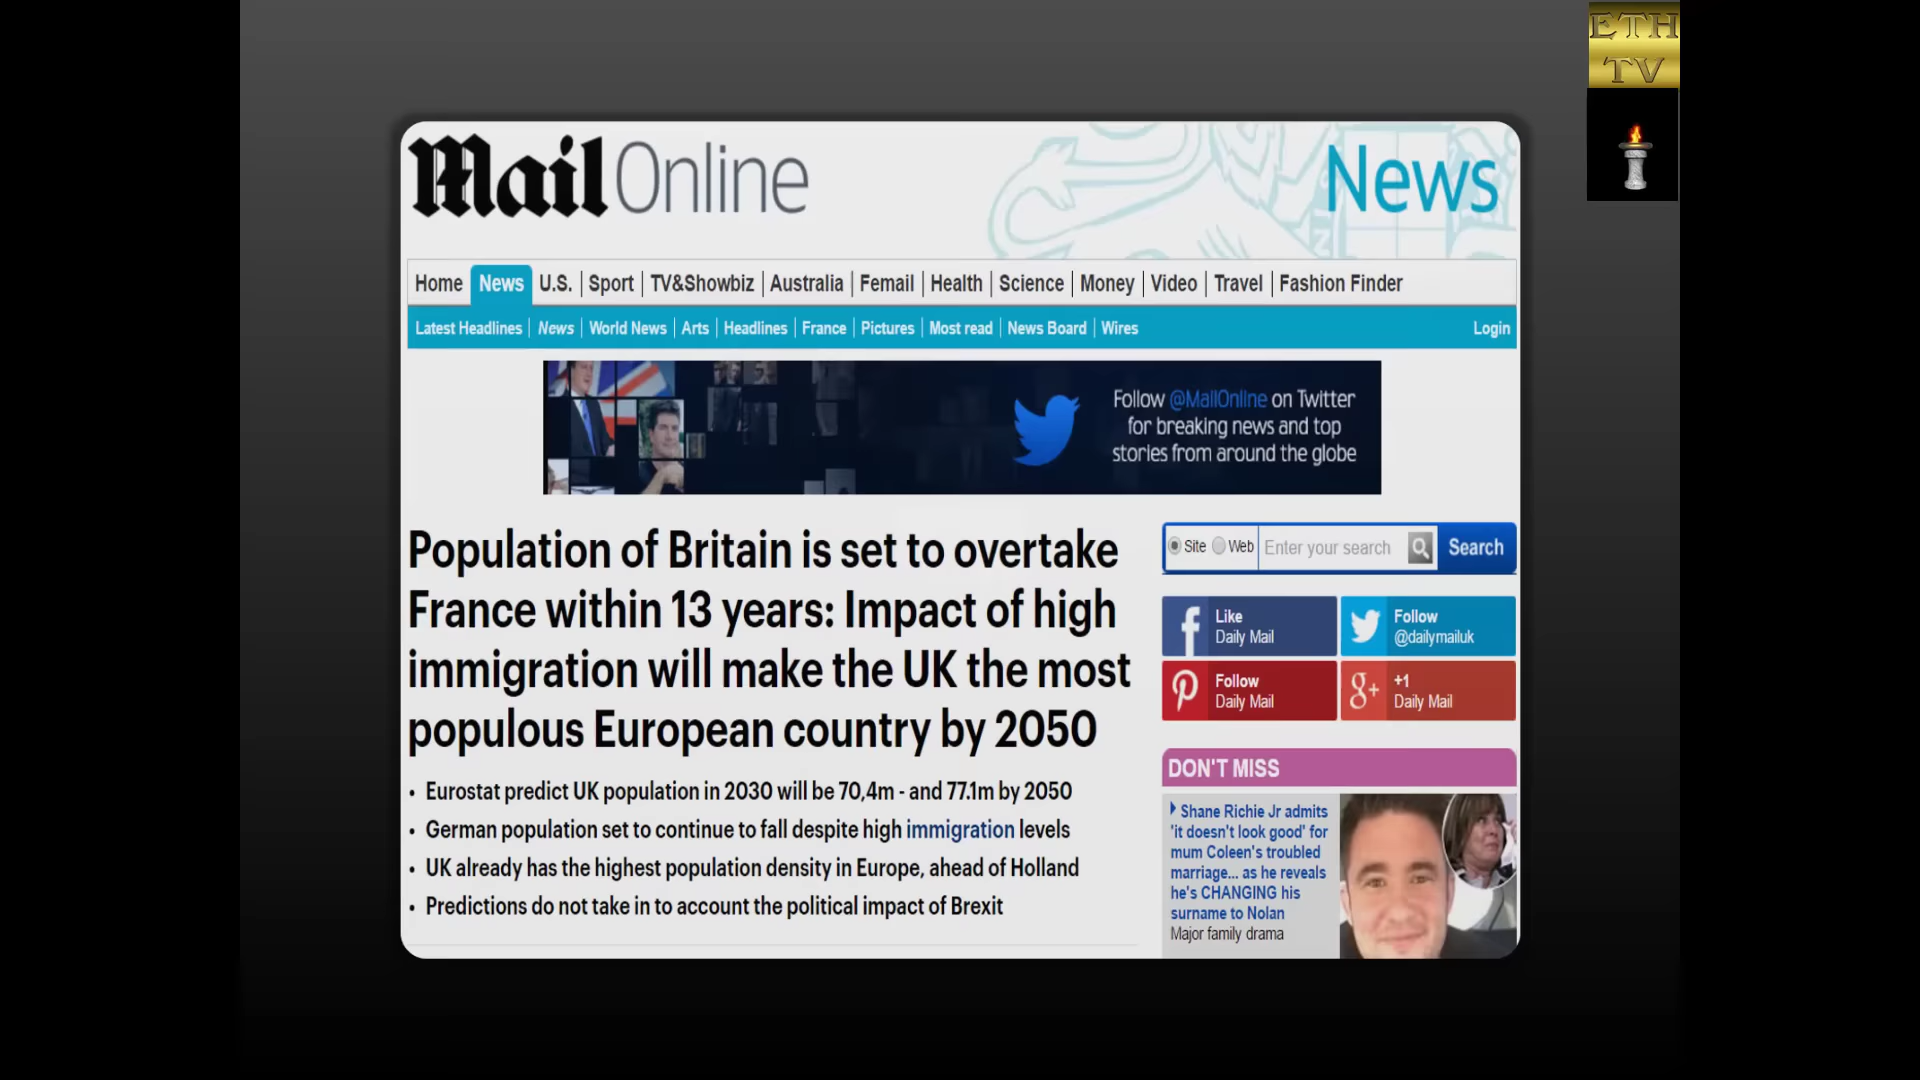 ETH
TV
Mail Online
News
Home News U.S. Sport TV&Showbiz Australia Femail Health Science Money Video Travel Fashion Finder
Latest Headlines News World News Arts Headlines France Pictures Most read News Board Wires Login
Follow @MailOnline on Twitter
for breaking news and top
stories from around the globe
Population of Britain is set to overtake
France within 13 years: Impact of high
immigration will make the UK the most
populous European country by 2050
• Eurostat predict UK population in 2030 will be 70,4m - and 77.1m by 2050
• German population set to continue to fall despite high immigration levels
• UK already has the highest population density in Europe, ahead of Holland
• Predictions do not take in to account the political impact of Brexit
Site Web Enter your search Search
Like
Daily Mail
Follow
@dailymailuk
Follow
Daily Mail
+1
Daily Mail
DON'T MISS
Shane Richie Jr admits
'it doesn't look good' for
mum Coleen's troubled
marriage... as he reveals
he's CHANGING his
surname to Nolan
Major family drama